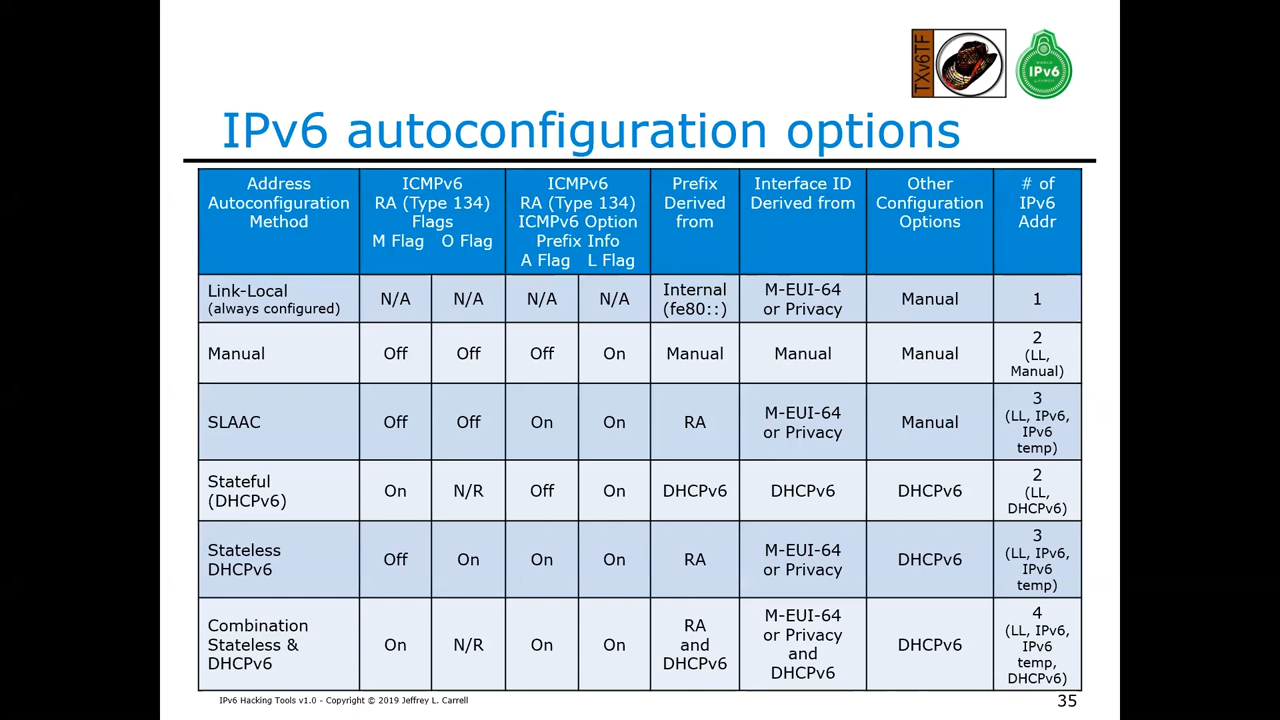 TXv6TF
WORLD
IPv6
LAUNCH
IPv6 autoconfiguration options
Address
Autoconfiguration
Method
ICMPv6
RA (Type 134)
Flags
M Flag O Flag
ICMPv6
RA (Type 134)
ICMPv6 Option
Prefix Info
A Flag L Flag
Prefix
Derived
from
Interface ID
Derived from
Other
Configuration
Options
# of
IPv6
Addr
Link-Local
(always configured)
N/A
N/A
N/A
N/A
Internal
(fe80::)
M-EUI-64
or Privacy
Manual
1
Manual
Off
Off
Off
On
Manual
Manual
Manual
2
(LL,
Manual)
SLAAC
Off
Off
On
On
RA
M-EUI-64
or Privacy
Manual
3
(LL, IPv6,
IPv6
temp)
Stateful
(DHCPv6)
On
N/R
Off
On
DHCPv6
DHCPv6
DHCPv6
2
(LL,
DHCPv6)
Stateless
DHCPv6
Off
On
On
On
RA
M-EUI-64
or Privacy
DHCPv6
3
(LL, IPv6,
IPv6
temp)
Combination
Stateless &
DHCPv6
On
N/R
On
On
RA
and
DHCPv6
M-EUI-64
or Privacy
and
DHCPv6
DHCPv6
4
(LL, IPv6,
IPv6
temp,
DHCPv6)
IPv6 Hacking Tools v1.0 - Copyright © 2019 Jeffrey L. Carrell
35